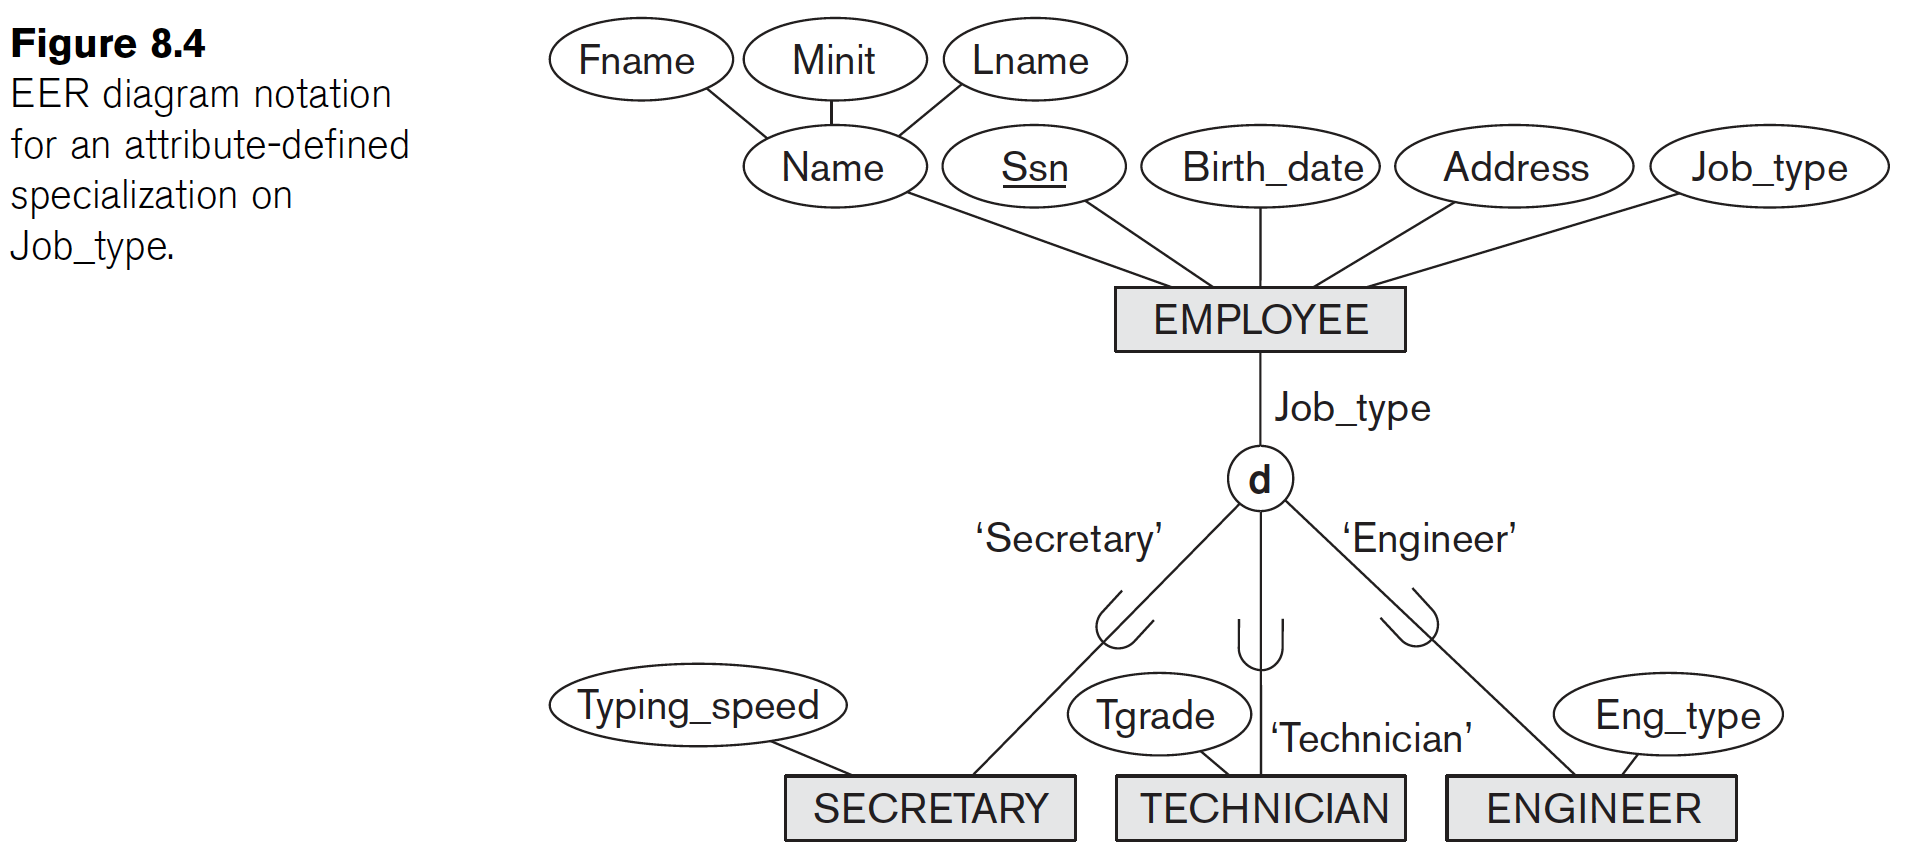 Figure 8.4
EER diagram notation
for an attribute-defined
specialization on
Job_type.
Fname
Minit
Lname
Name
Ssn
Birth_date
Address
Job_type
EMPLOYEE
Job_type
d
‘Secretary’
‘Engineer’
Typing_speed
Tgrade
‘Technician’
Eng_type
SECRETARY
TECHNICIAN
ENGINEER